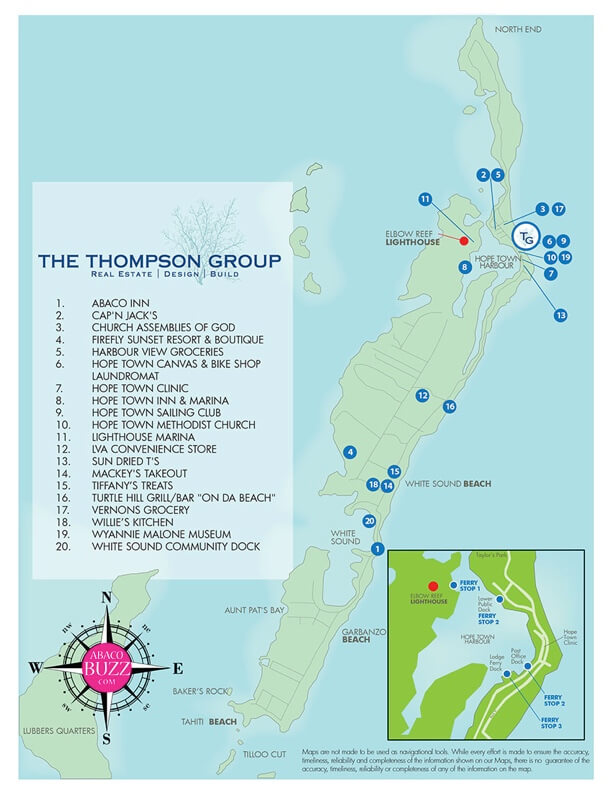 NORTH END
2 5
11
3 17
ELBOW REEF
LIGHTHOUSE
TG
6 9
10 19
HOPE TOWN
HARBOUR
8
7
13
THE THOMPSON GROUP
REAL ESTATE | DESIGN | BUILD
1. ABACO INN
2. CAP'N JACK'S
3. CHURCH ASSEMBLIES OF GOD
4. FIREFLY SUNSET RESORT & BOUTIQUE
5. HARBOUR VIEW GROCERIES
6. HOPE TOWN CANVAS & BIKE SHOP
LAUNDROMAT
7. HOPE TOWN CLINIC
8. HOPE TOWN INN & MARINA
9. HOPE TOWN SAILING CLUB
10. HOPE TOWN METHODIST CHURCH
11. LIGHTHOUSE MARINA
12. LVA CONVENIENCE STORE
13. SUN DRIED T'S
14. MACKEY'S TAKEOUT
15. TIFFANY'S TREATS
16. TURTLE HILL GRILL/BAR "ON DA BEACH"
17. VERNONS GROCERY
18. WILLIE'S KITCHEN
19. WYANNIE MALONE MUSEUM
20. WHITE SOUND COMMUNITY DOCK
12
16
4
15
18 14
WHITE SOUND BEACH
20
WHITE
SOUND
1
AUNT PAT'S BAY
GARBANZO
BEACH
BAKER'S ROCK
TAHITI BEACH
LUBBERS QUARTERS
TILLOO CUT
N
nw ne
W E
sw se
S
ABACO
BUZZ
.COM
Taylor's Park
ELBOW REEF
LIGHTHOUSE
FERRY
STOP 1
Lower
Public
Dock
FERRY
STOP 2
HOPE TOWN
HARBOUR
Hope
Town
Clinic
Post
Office
Dock
Lodge
Ferry
Dock
FERRY
STOP 2
FERRY
STOP 3
Maps are not made to be used as navigational tools. While every effort is made to ensure the accuracy,
timeliness, reliability and completeness of the information shown on our Maps, there is no guarantee of the
accuracy, timeliness, reliability or completeness of any of the information on the map.